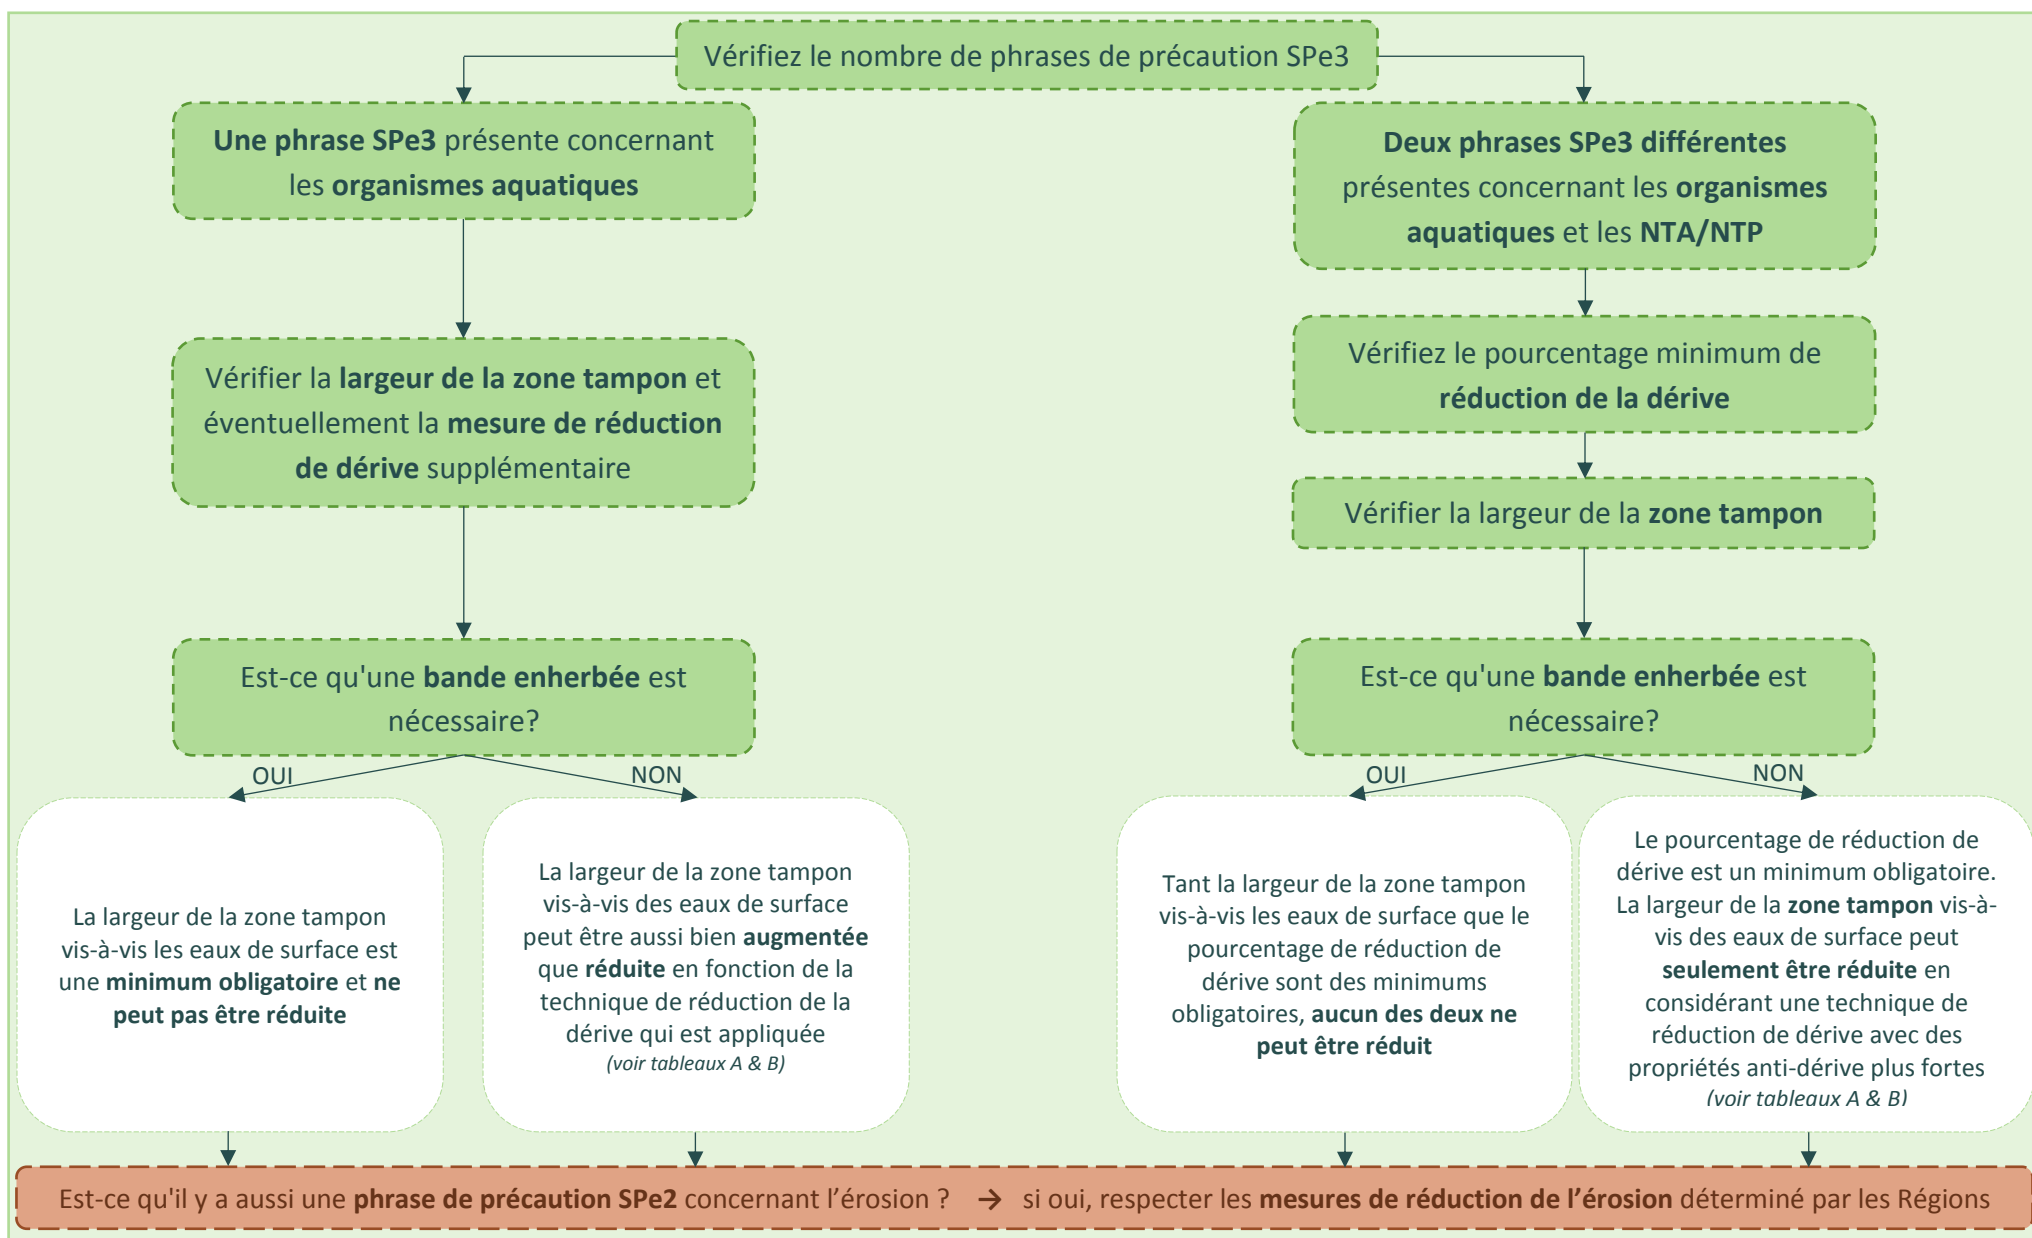 Vérifiez le nombre de phrases de précaution SPe3
Une phrase SPe3 présente concernant
les organismes aquatiques
Vérifier la largeur de la zone tampon et
éventuellement la mesure de réduction
de dérive supplémentaire
Est-ce qu'une bande enherbée est
nécessaire?
OUI
NON
La largeur de la zone tampon
vis-à-vis les eaux de surface est
une minimum obligatoire et ne
peut pas être réduite
La largeur de la zone tampon
vis-à-vis des eaux de surface
peut être aussi bien augmentée
que réduite en fonction de la
technique de réduction de la
dérive qui est appliquée
(voir tableaux A & B)
Deux phrases SPe3 différentes
présentes concernant les organismes
aquatiques et les NTA/NTP
Vérifiez le pourcentage minimum de
réduction de la dérive
Vérifier la largeur de la zone tampon
Est-ce qu'une bande enherbée est
nécessaire?
OUI
NON
Tant la largeur de la zone tampon
vis-à-vis les eaux de surface que le
pourcentage de réduction de
dérive sont des minimums
obligatoires, aucun des deux ne
peut être réduit
Le pourcentage de réduction de
dérive est un minimum obligatoire.
La largeur de la zone tampon vis-à-
vis des eaux de surface peut
seulement être réduite en
considérant une technique de
réduction de dérive avec des
propriétés anti-dérive plus fortes
(voir tableaux A & B)
Est-ce qu'il y a aussi une phrase de précaution SPe2 concernant l’érosion ? → si oui, respecter les mesures de réduction de l’érosion déterminé par les Régions